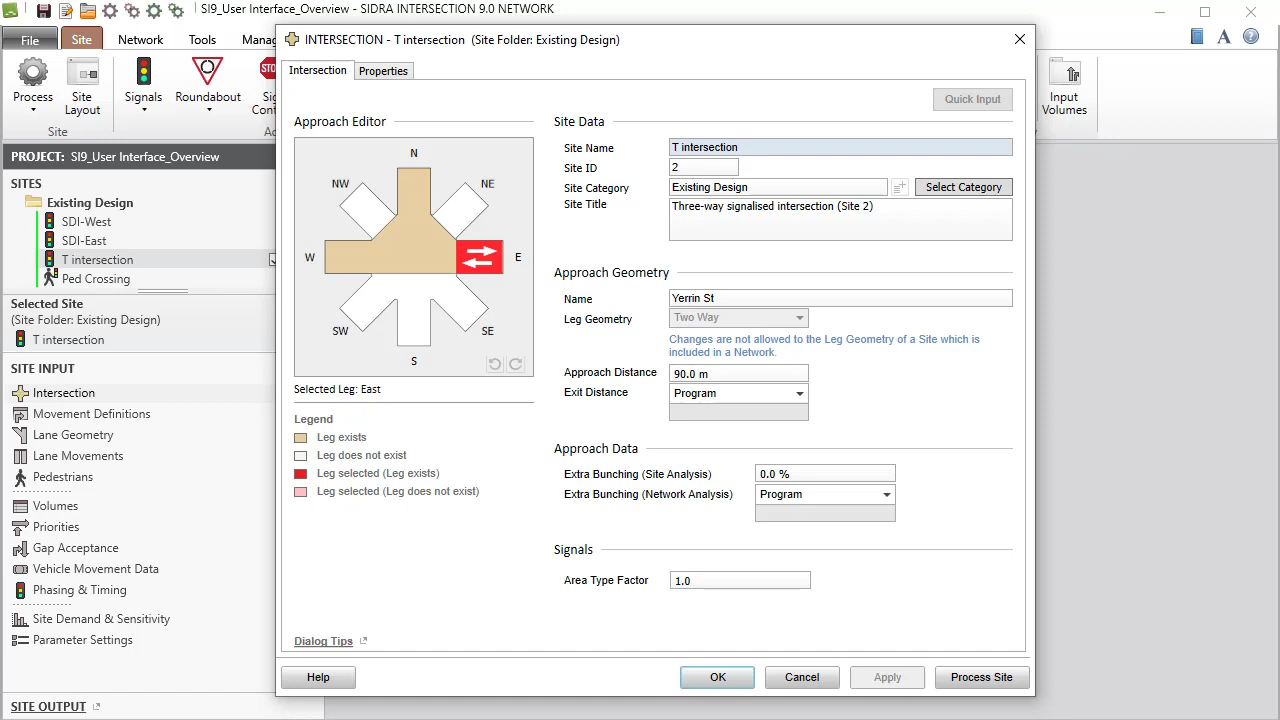 SI9_User Interface_Overview - SIDRA INTERSECTION 9.0 NETWORK
File
Site
Network
Tools
Process
Site Layout
Signals
Roundabout
STO
Input Volumes
Site
INTERSECTION - T intersection (Site Folder: Existing Design)
Intersection
Properties
Quick Input
PROJECT: SI9_User Interface_Overview
SITES
Existing Design
SDI-West
SDI-East
T intersection
Ped Crossing
Selected Site
(Site Folder: Existing Design)
T intersection
SITE INPUT
Intersection
Movement Definitions
Lane Geometry
Lane Movements
Pedestrians
Volumes
Priorities
Gap Acceptance
Vehicle Movement Data
Phasing & Timing
Site Demand & Sensitivity
Parameter Settings
SITE OUTPUT
Approach Editor
N
NW
NE
W
E
SW
SE
S
Selected Leg: East
Legend
Leg exists
Leg does not exist
Leg selected (Leg exists)
Leg selected (Leg does not exist)
Dialog Tips
Site Data
Site Name T intersection
Site ID 2
Site Category Existing Design Select Category
Site Title Three-way signalised intersection (Site 2)
Approach Geometry
Name Yerrin St
Leg Geometry Two Way
Changes are not allowed to the Leg Geometry of a Site which is
included in a Network.
Approach Distance 90.0 m
Exit Distance Program
Approach Data
Extra Bunching (Site Analysis) 0.0 %
Extra Bunching (Network Analysis) Program
Signals
Area Type Factor 1.0
Help
OK
Cancel
Apply
Process Site